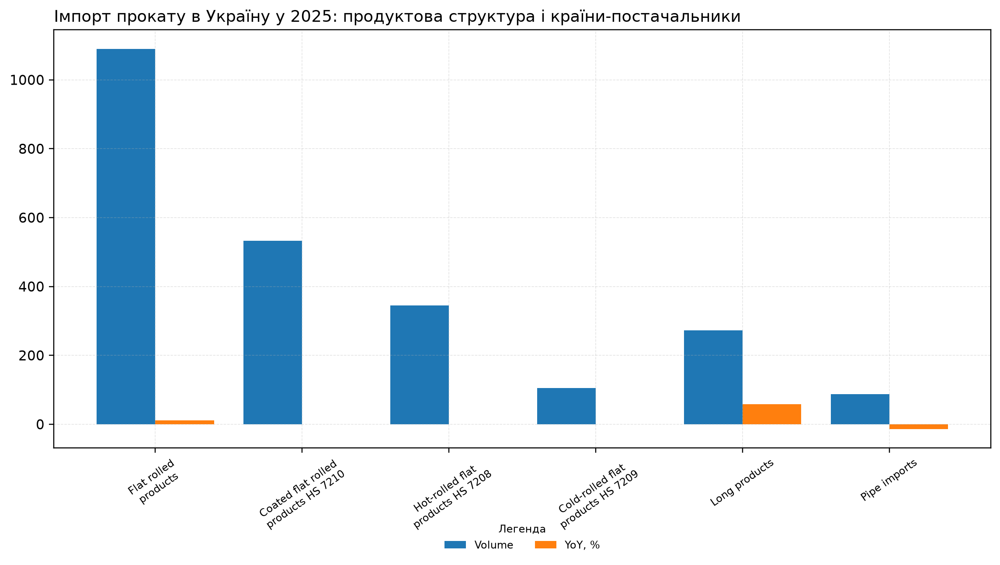 Імпорт прокату в Україну у 2025: продуктова структура і країни-постачальники
1000
800
600
400
200
0
Flat rolled
products
Coated flat rolled
products HS 7210
Hot-rolled flat
products HS 7208
Cold-rolled flat
products HS 7209
Long products
Pipe imports
Легенда
Volume
YoY, %